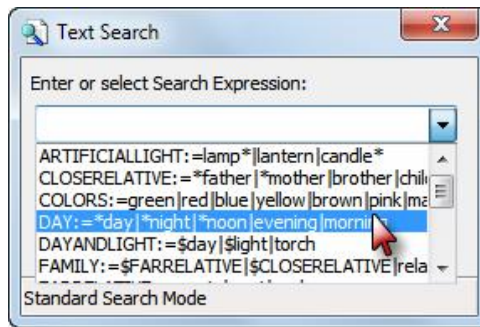 Text Search
Enter or select Search Expression:
ARTIFICIALLIGHT:=lamp*|lantern|candle*
CLOSERELATIVE:=*father|*mother|brother|chil
COLORS:=green|red|blue|yellow|brown|pink|ma
DAY:=*day|*night|*noon|evening|morning
DAYANDLIGHT:=$day|$light|torch
FAMILY:=$FARRELATIVE|$CLOSERELATIVE|rela
Standard Search Mode